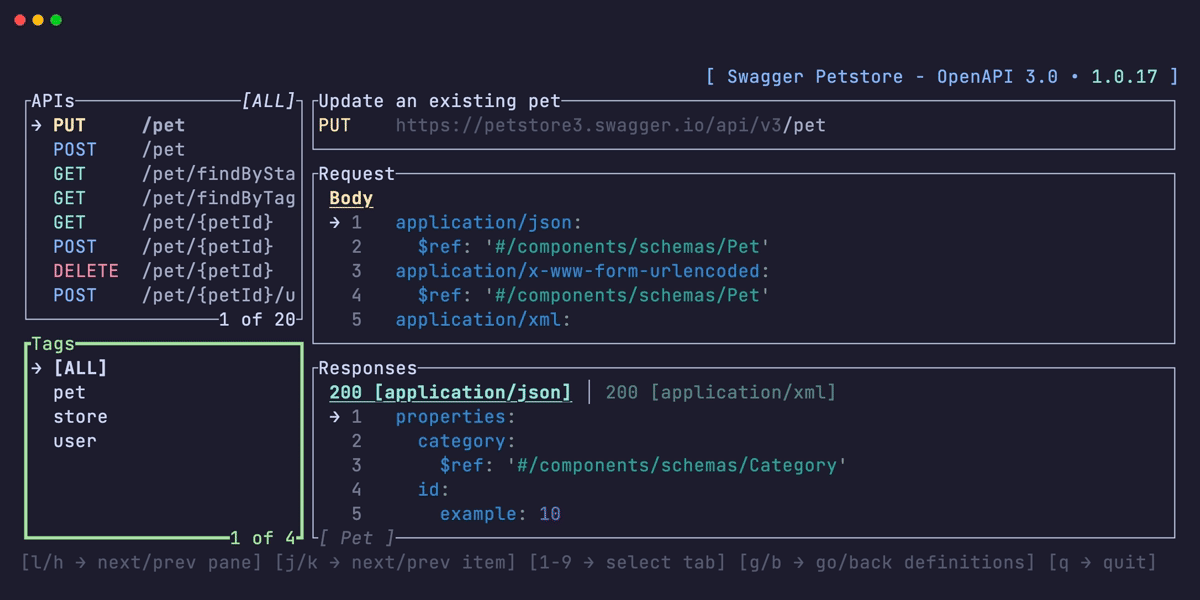 [ Swagger Petstore - OpenAPI 3.0 • 1.0.17 ]
APIs [ALL]
→ PUT /pet
POST /pet
GET /pet/findBySta
GET /pet/findByTag
GET /pet/{petId}
POST /pet/{petId}
DELETE /pet/{petId}
POST /pet/{petId}/u
1 of 20
Tags
→ [ALL]
pet
store
user
1 of 4
Update an existing pet
PUT https://petstore3.swagger.io/api/v3/pet
Request
Body
→ 1 application/json:
2 $ref: '#/components/schemas/Pet'
3 application/x-www-form-urlencoded:
4 $ref: '#/components/schemas/Pet'
5 application/xml:
Responses
200 [application/json] │ 200 [application/xml]
→ 1 properties:
2 category:
3 $ref: '#/components/schemas/Category'
4 id:
5 example: 10
[ Pet ]
[l/h → next/prev pane] [j/k → next/prev item] [1-9 → select tab] [g/b → go/back definitions] [q → quit]